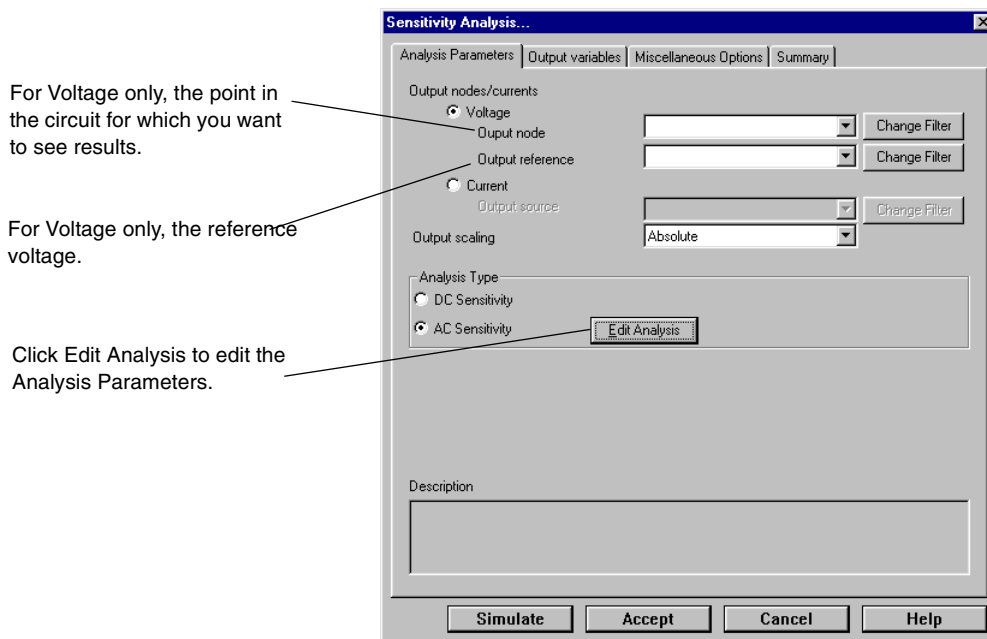 Sensitivity Analysis...
Analysis Parameters Output variables Miscellaneous Options Summary
For Voltage only, the point in
the circuit for which you want
to see results.
Output nodes/currents
Voltage
Ouput node
Change Filter
Output reference
Change Filter
Current
Output source
Change Filter
Output scaling
Absolute
For Voltage only, the reference
voltage.
Analysis Type
DC Sensitivity
AC Sensitivity
Edit Analysis
Click Edit Analysis to edit the
Analysis Parameters.
Description
Simulate Accept Cancel Help